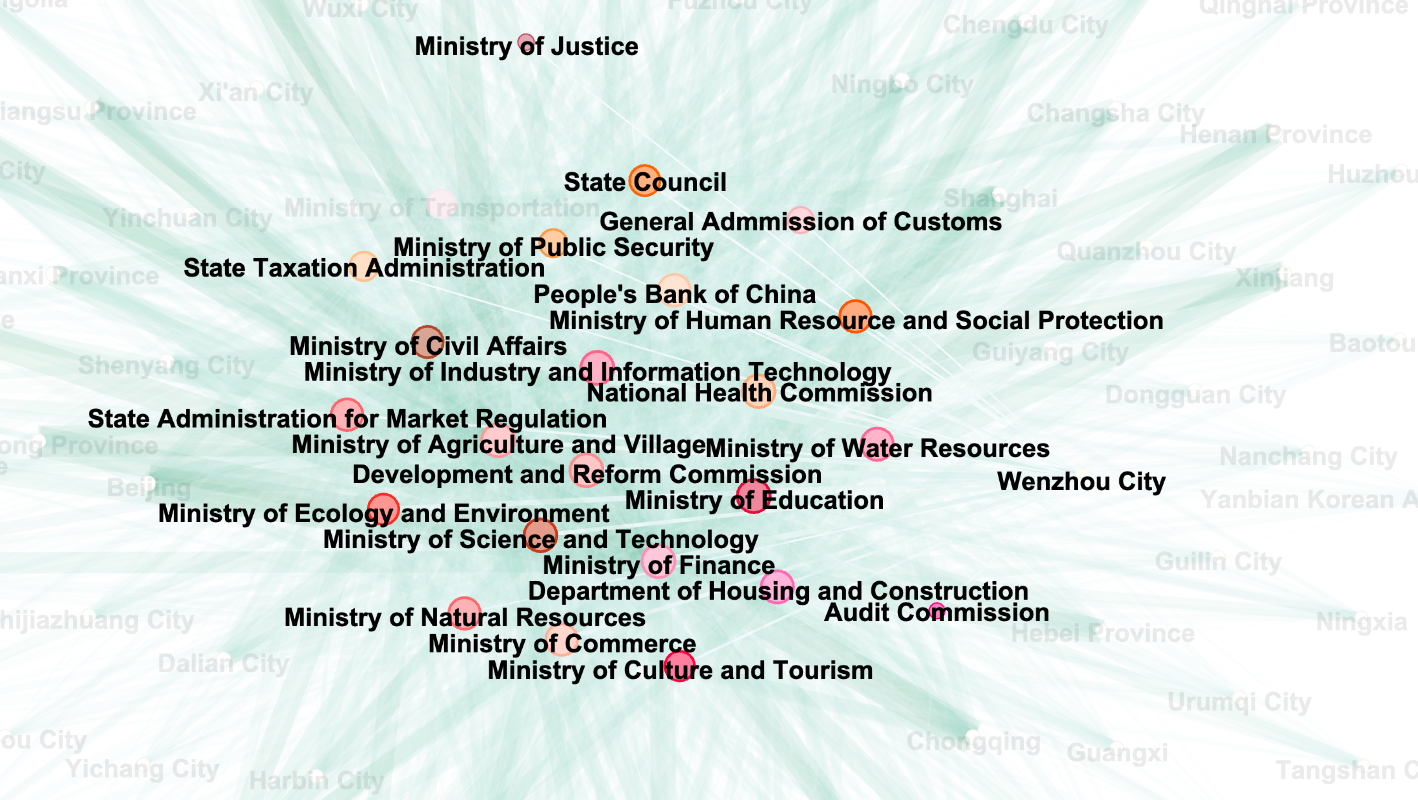 ngolia
Wuxi City
Fuzhou City
Qinghai Province
Chengdu City
Ministry of Justice
Ningbo City
Xi'an City
iangsu Province
Changsha City
Henan Province
City
Huzhou
State Council
Shanghai
Ministry of Transportation
Yinchuan City
General Admmission of Customs
Ministry of Public Security
Quanzhou City
State Taxation Administration
anxi Province
Xinjiang
People's Bank of China
e
Ministry of Human Resource and Social Protection
Baotou
Ministry of Civil Affairs
Guiyang City
Shenyang City
Ministry of Industry and Information Technology
National Health Commission
Dongguan City
State Administration for Market Regulation
ong Province
Ministry of Agriculture and Village
Ministry of Water Resources
Nanchang City
e
Development and Reform Commission
Wenzhou City
Beijing
Ministry of Education
Yanbian Korean A
Ministry of Ecology and Environment
Ministry of Science and Technology
Guilin City
Ministry of Finance
Department of Housing and Construction
Audit Commission
hijiazhuang City
Ministry of Natural Resources
Ningxia
Hebei Province
Ministry of Commerce
Dalian City
Ministry of Culture and Tourism
Urumqi City
ou City
Chongqing
Guangxi
Yichang City
Harbin City
Tangshan C